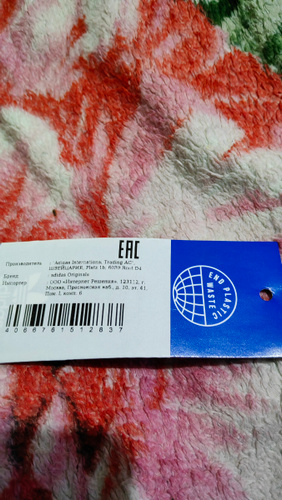 EAC
Производитель
International Trading AG
ШВЕЙЦАРИЯ, Platz 1b, 6039 Root D4
Бренд adidas Originals
Импортер ООО «Интернет Решения», 123112, г.
Москва, Пресненская наб., д. 10, эт. 41,
Пом. I, комн. 6
4066761512837
END PLASTIC
WASTE